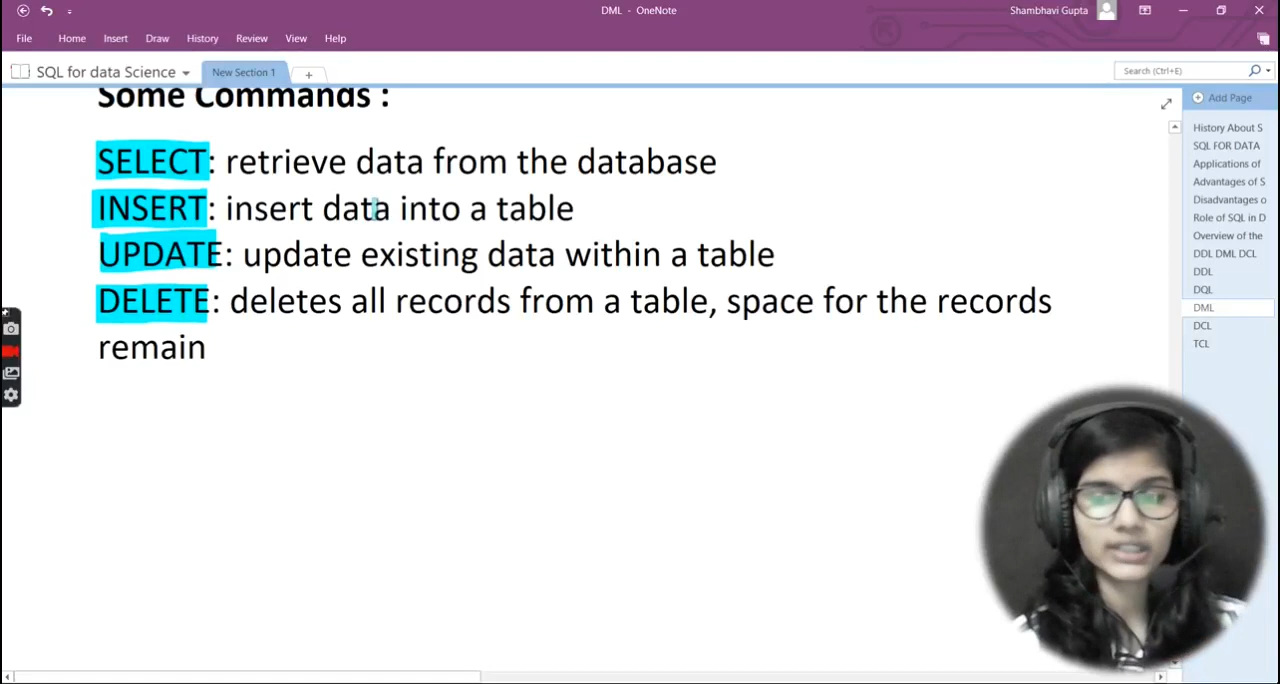 DML - OneNote
Shambhavi Gupta
File Home Insert Draw History Review View Help
SQL for data Science
New Section 1
+
Search (Ctrl+E)
Add Page
Some Commands :
SELECT: retrieve data from the database
INSERT: insert data into a table
UPDATE: update existing data within a table
DELETE: deletes all records from a table, space for the records
remain
History About S
SQL FOR DATA
Applications of
Advantages of S
Disadvantages o
Role of SQL in D
Overview of the
DDL DML DCL
DDL
DQL
DML
DCL
TCL